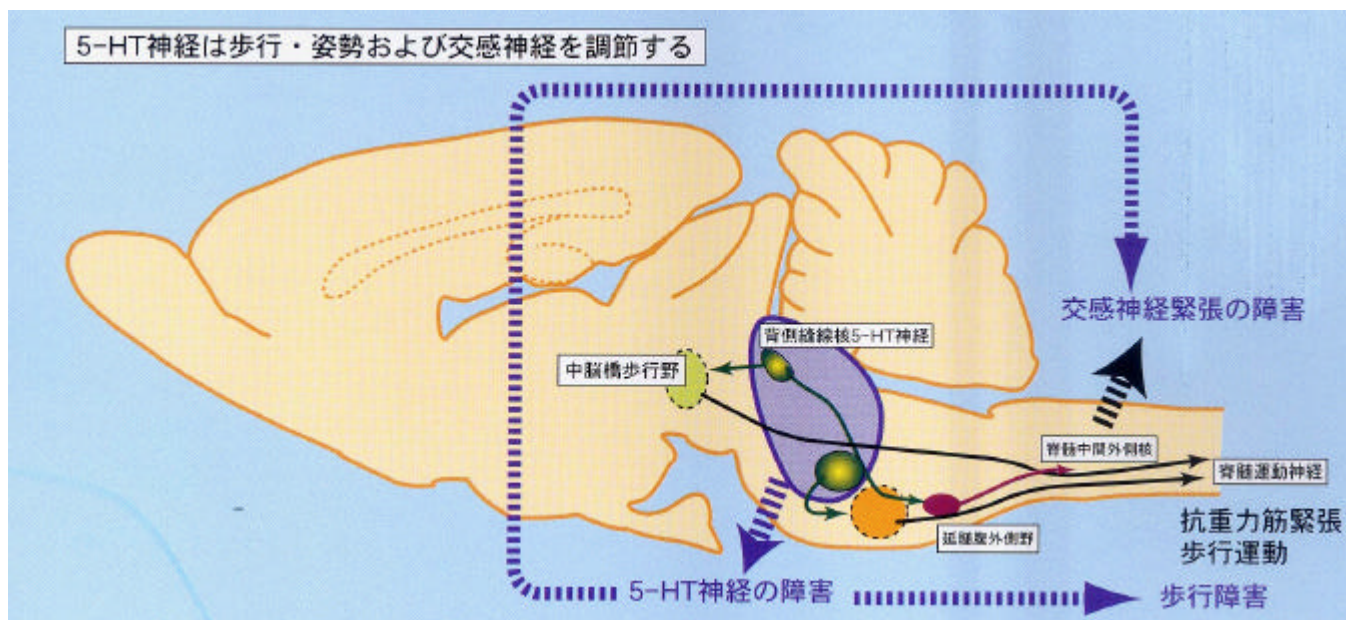 5-HT神経は歩行・姿勢および交感神経を調節する
交感神経緊張の障害
背側縫線核5-HT神経
中脳橋歩行野
脊髄中間外側核
脊髄運動神経
抗重力筋緊張
歩行運動
延髄腹外側野
5-HT神経の障害
歩行障害